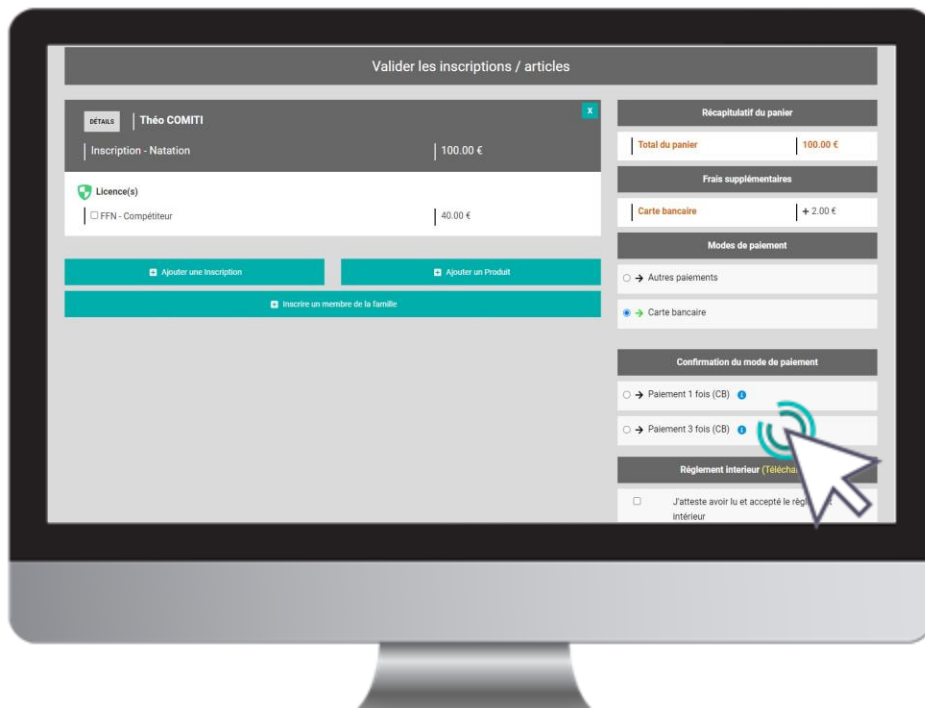 Valider les inscriptions / articles
DÉTAILS Théo COMITI X
Inscription - Natation 100.00 €
Licence(s)
FFN - Compétiteur 40.00 €
Ajouter une Inscription Ajouter un Produit
Inscrire un membre de la famille
Récapitulatif du panier
Total du panier 100.00 €
Frais supplémentaires
Carte bancaire + 2.00 €
Modes de paiement
Autres paiements
Carte bancaire
Confirmation du mode de paiement
Paiement 1 fois (CB)
Paiement 3 fois (CB)
Réglement interieur
J'atteste avoir lu et accepté le
intérieur